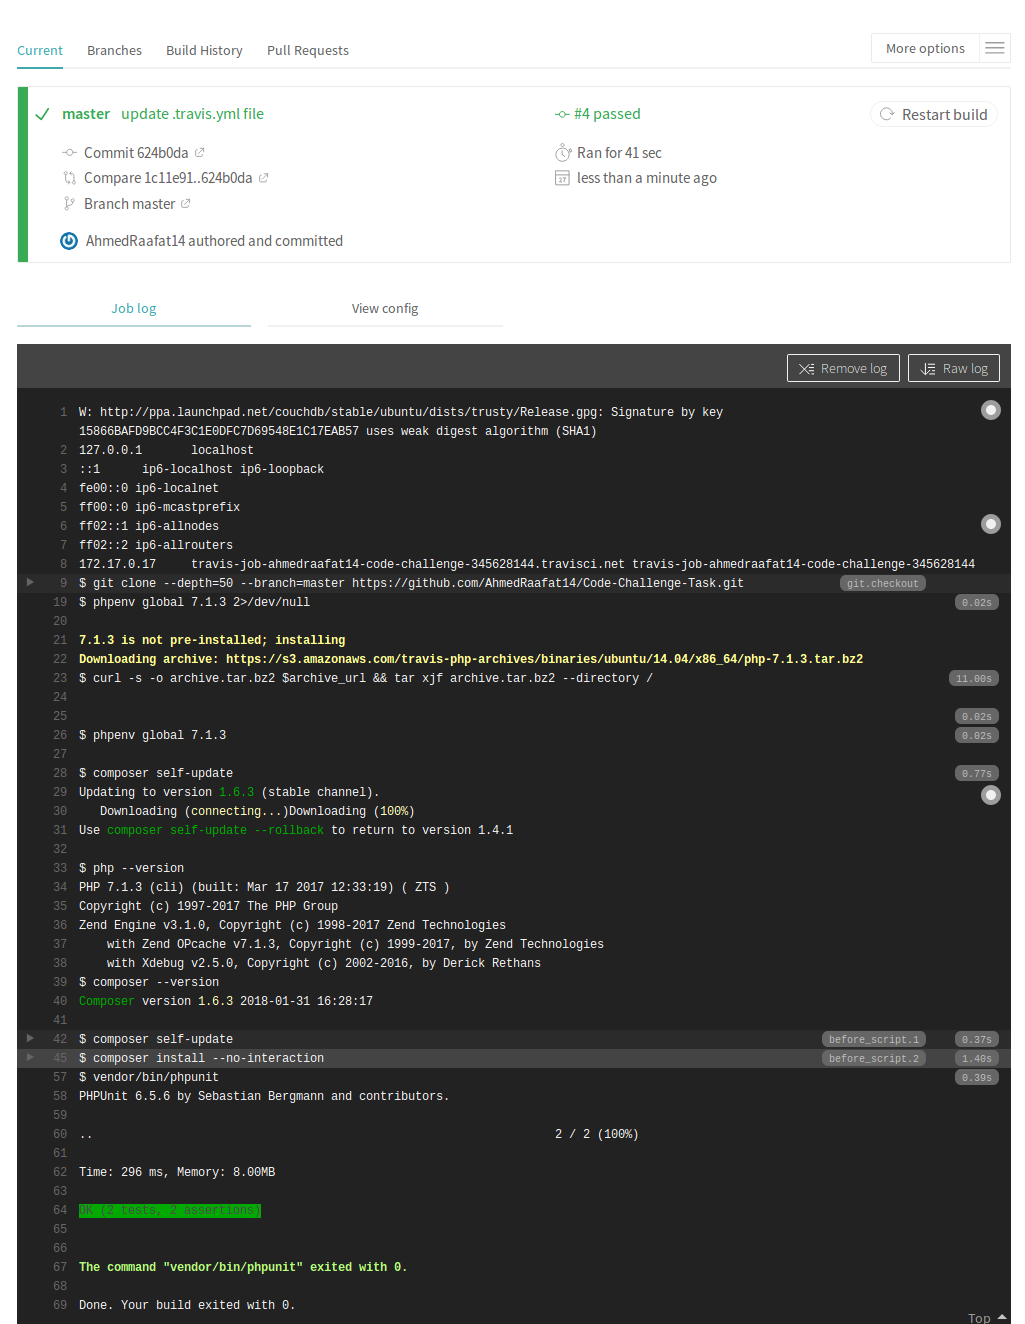 Current Branches Build History Pull Requests More options
master update .travis.yml file #4 passed Restart build
Commit 624b0da Ran for 41 sec
Compare 1c11e91..624b0da less than a minute ago
Branch master
AhmedRaafat14 authored and committed
Job log View config
Remove log Raw log
1 W: http://ppa.launchpad.net/couchdb/stable/ubuntu/dists/trusty/Release.gpg: Signature by key
15866BAFD9BCC4F3C1E0DFC7D69548E1C17EAB57 uses weak digest algorithm (SHA1)
2 127.0.0.1 localhost
3 ::1 ip6-localhost ip6-loopback
4 fe00::0 ip6-localnet
5 ff00::0 ip6-mcastprefix
6 ff02::1 ip6-allnodes
7 ff02::2 ip6-allrouters
8 172.17.0.17 travis-job-ahmedraafat14-code-challenge-345628144.travisci.net travis-job-ahmedraafat14-code-challenge-345628144
9 $ git clone --depth=50 --branch=master https://github.com/AhmedRaafat14/Code-Challenge-Task.git git.checkout
19 $ phpenv global 7.1.3 2>/dev/null 0.02s
20
21 7.1.3 is not pre-installed; installing
22 Downloading archive: https://s3.amazonaws.com/travis-php-archives/binaries/ubuntu/14.04/x86_64/php-7.1.3.tar.bz2
23 $ curl -s -o archive.tar.bz2 $archive_url && tar xjf archive.tar.bz2 --directory / 11.00s
24
25 0.02s
26 $ phpenv global 7.1.3 0.02s
27
28 $ composer self-update 0.77s
29 Updating to version 1.6.3 (stable channel).
30 Downloading (connecting...)Downloading (100%)
31 Use composer self-update --rollback to return to version 1.4.1
32
33 $ php --version
34 PHP 7.1.3 (cli) (built: Mar 17 2017 12:33:19) ( ZTS )
35 Copyright (c) 1997-2017 The PHP Group
36 Zend Engine v3.1.0, Copyright (c) 1998-2017 Zend Technologies
37 with Zend OPcache v7.1.3, Copyright (c) 1999-2017, by Zend Technologies
38 with Xdebug v2.5.0, Copyright (c) 2002-2016, by Derick Rethans
39 $ composer --version
40 Composer version 1.6.3 2018-01-31 16:28:17
41
42 $ composer self-update before_script.1 0.37s
45 $ composer install --no-interaction before_script.2 1.40s
57 $ vendor/bin/phpunit 0.39s
58 PHPUnit 6.5.6 by Sebastian Bergmann and contributors.
59
60 .. 2 / 2 (100%)
61
62 Time: 296 ms, Memory: 8.00MB
63
64 OK (2 tests, 2 assertions)
65
66
67 The command "vendor/bin/phpunit" exited with 0.
68
69 Done. Your build exited with 0.
Top